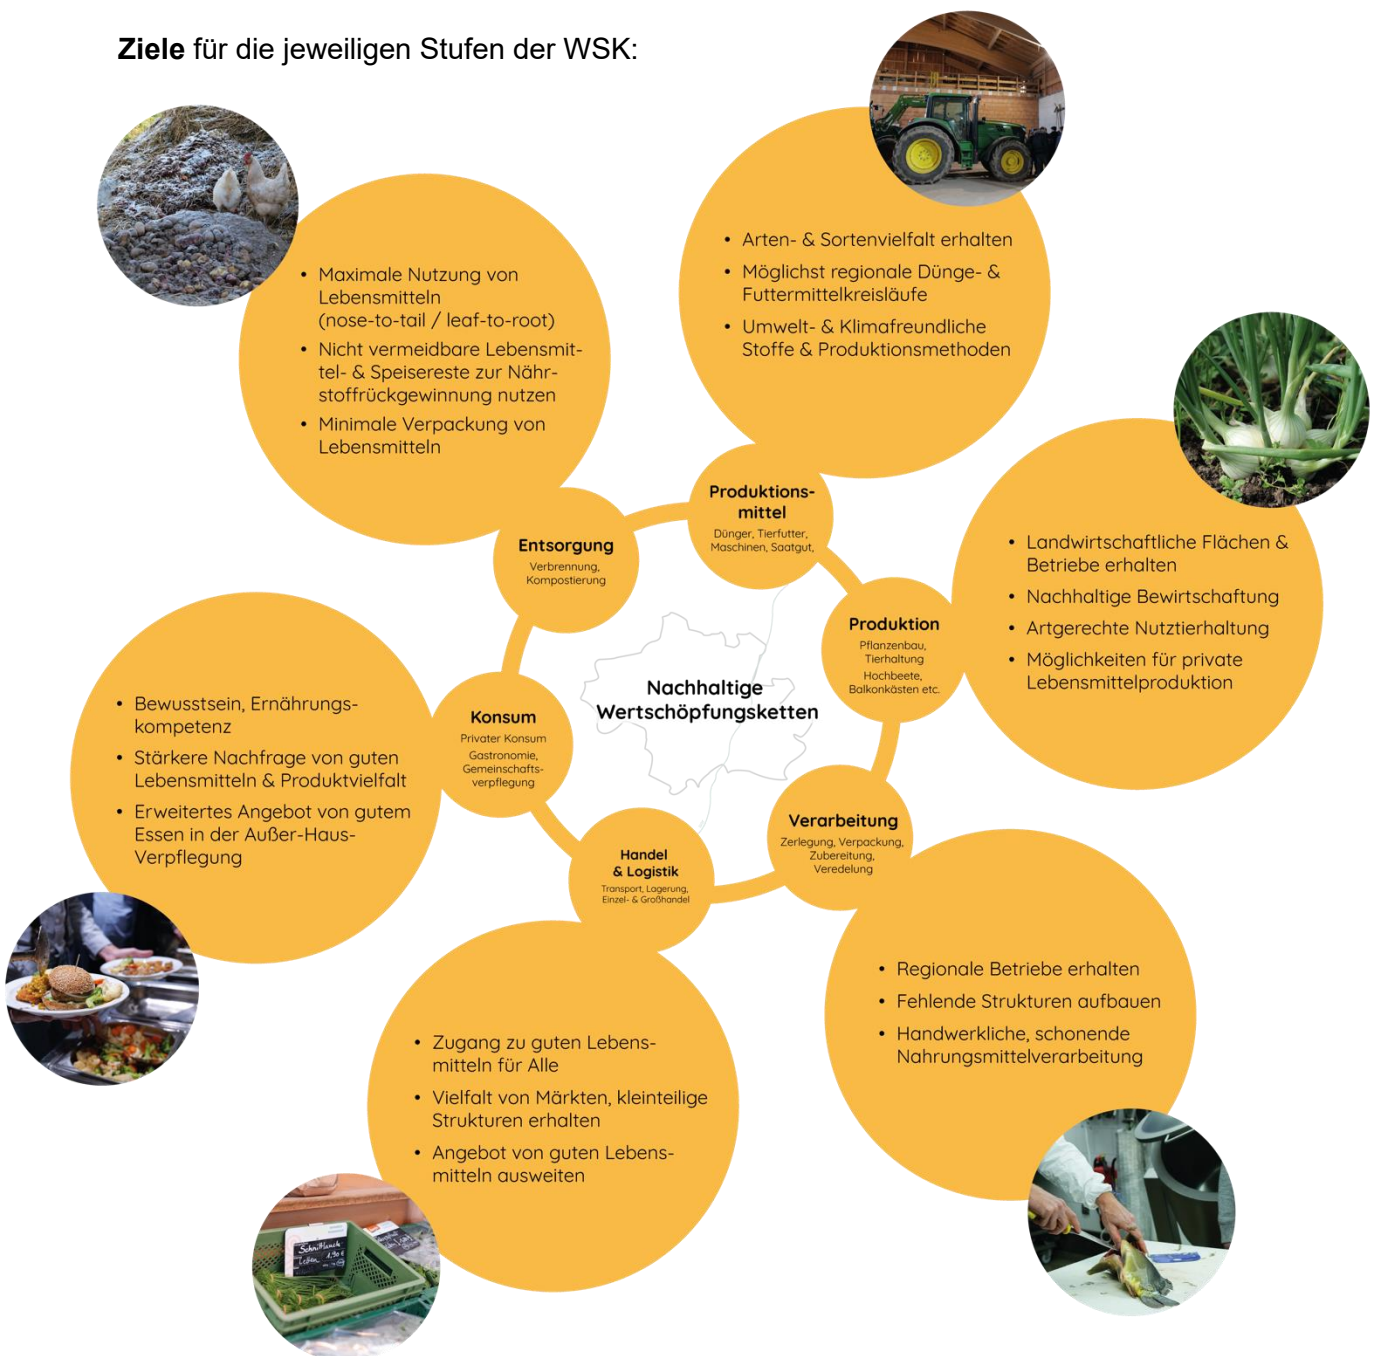 Ziele für die jeweiligen Stufen der WSK:
• Arten- & Sortenvielfalt erhalten
• Möglichst regionale Dünge- &
Futtermittelkreisläufe
• Umwelt- & Klimafreundliche
Stoffe & Produktionsmethoden
• Maximale Nutzung von
Lebensmitteln
(nose-to-tail / leaf-to-root)
• Nicht vermeidbare Lebensmit-
tel- & Speisereste zur Nähr-
stoffrückgewinnung nutzen
• Minimale Verpackung von
Lebensmitteln
Produktions-
mittel
Dünger, Tierfutter,
Maschinen, Saatgut,
Entsorgung
Verbrennung,
Kompostierung
• Landwirtschaftliche Flächen &
Betriebe erhalten
• Nachhaltige Bewirtschaftung
• Artgerechte Nutztierhaltung
• Möglichkeiten für private
Lebensmittelproduktion
Produktion
Pflanzenbau,
Tierhaltung
Hochbeete,
Balkonkästen etc.
Nachhaltige
Wertschöpfungsketten
• Bewusstsein, Ernährungs-
kompetenz
• Stärkere Nachfrage von guten
Lebensmitteln & Produktvielfalt
• Erweitertes Angebot von gutem
Essen in der Außer-Haus-
Verpflegung
Konsum
Privater Konsum
Gastronomie,
Gemeinschafts-
verpflegung
Verarbeitung
Zerlegung, Verpackung,
Zubereitung,
Veredelung
Handel
& Logistik
Transport, Lagerung,
Einzel- & Großhandel
• Regionale Betriebe erhalten
• Fehlende Strukturen aufbauen
• Handwerkliche, schonende
Nahrungsmittelverarbeitung
• Zugang zu guten Lebens-
mitteln für Alle
• Vielfalt von Märkten, kleinteilige
Strukturen erhalten
• Angebot von guten Lebens-
mitteln ausweiten
Schnittlauch
1,90 €